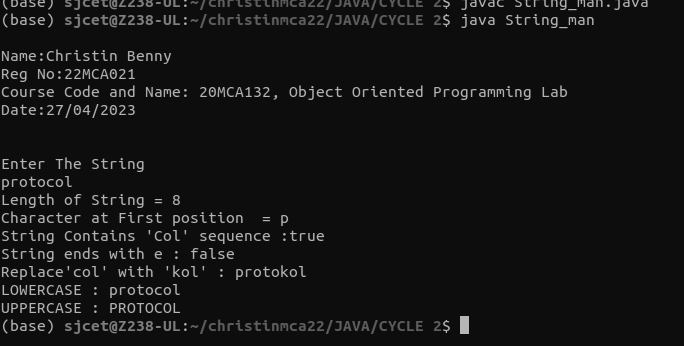 (base) sjcet@Z238-UL:~/christinmca22/JAVA/CYCLE 2$ javac String_man.java
(base) sjcet@Z238-UL:~/christinmca22/JAVA/CYCLE 2$ java String_man
Name:Christin Benny
Reg No:22MCA021
Course Code and Name: 20MCA132, Object Oriented Programming Lab
Date:27/04/2023
Enter The String
protocol
Length of String = 8
Character at First position  = p
String Contains 'Col' sequence :true
String ends with e : false
Replace'col' with 'kol' : protokol
LOWERCASE : protocol
UPPERCASE : PROTOCOL
(base) sjcet@Z238-UL:~/christinmca22/JAVA/CYCLE 2$